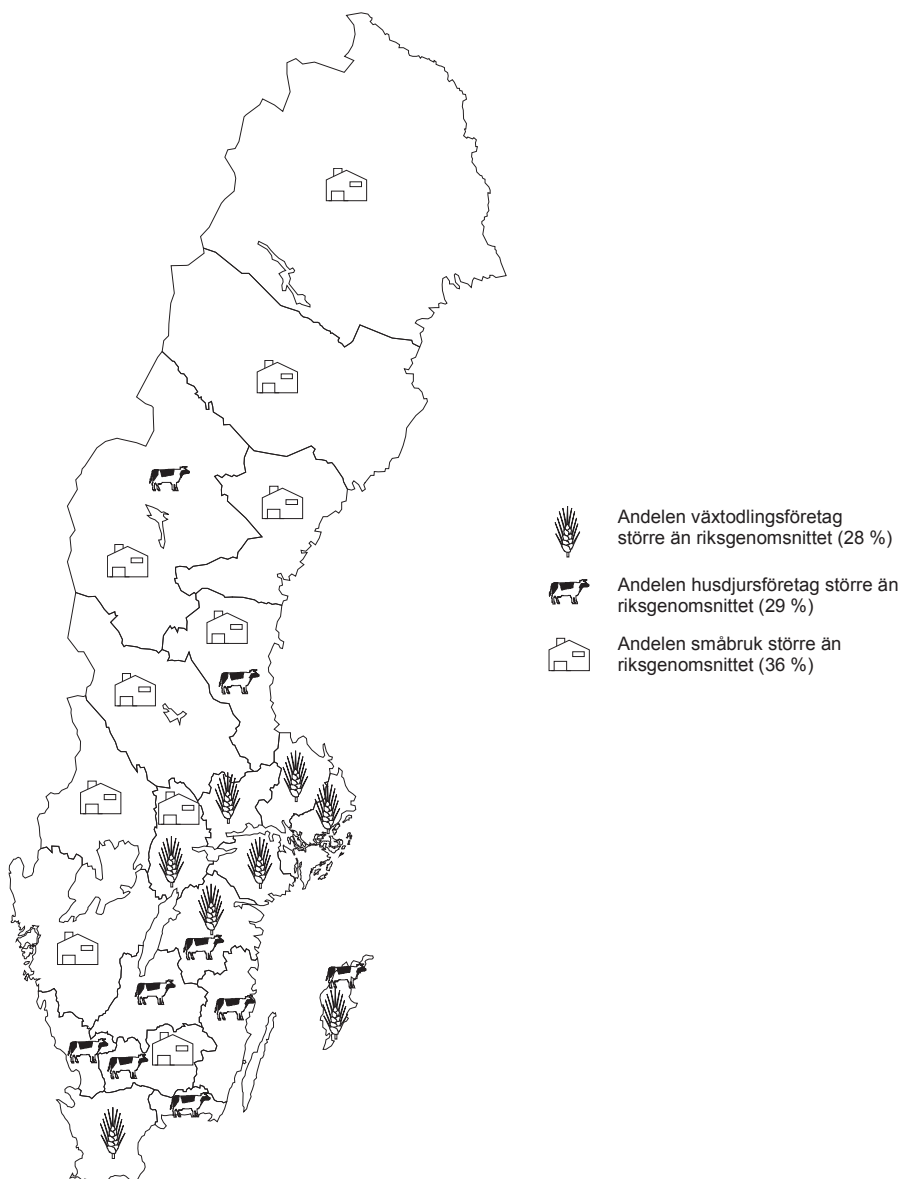 Andelen växtodlingsföretag
större än riksgenomsnittet (28 %)
Andelen husdjursföretag större än
riksgenomsnittet (29 %)
Andelen småbruk större än
riksgenomsnittet (36 %)